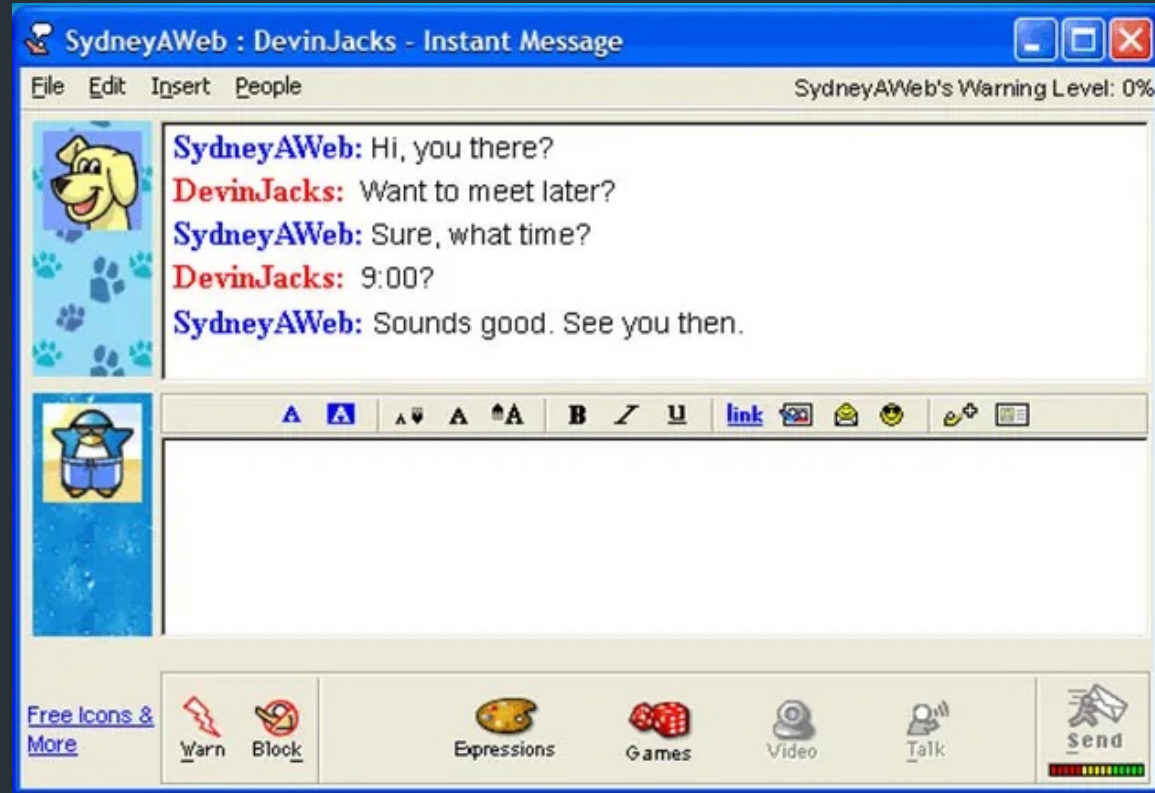 SydneyAWeb : DevinJacks - Instant Message
File Edit Insert People
SydneyAWeb's Warning Level: 0%
SydneyAWeb: Hi, you there?
DevinJacks: Want to meet later?
SydneyAWeb: Sure, what time?
DevinJacks: 9:00?
SydneyAWeb: Sounds good. See you then.
A A A A A B I U link
Free Icons &
More
Warn Block Expressions Games Video Talk Send